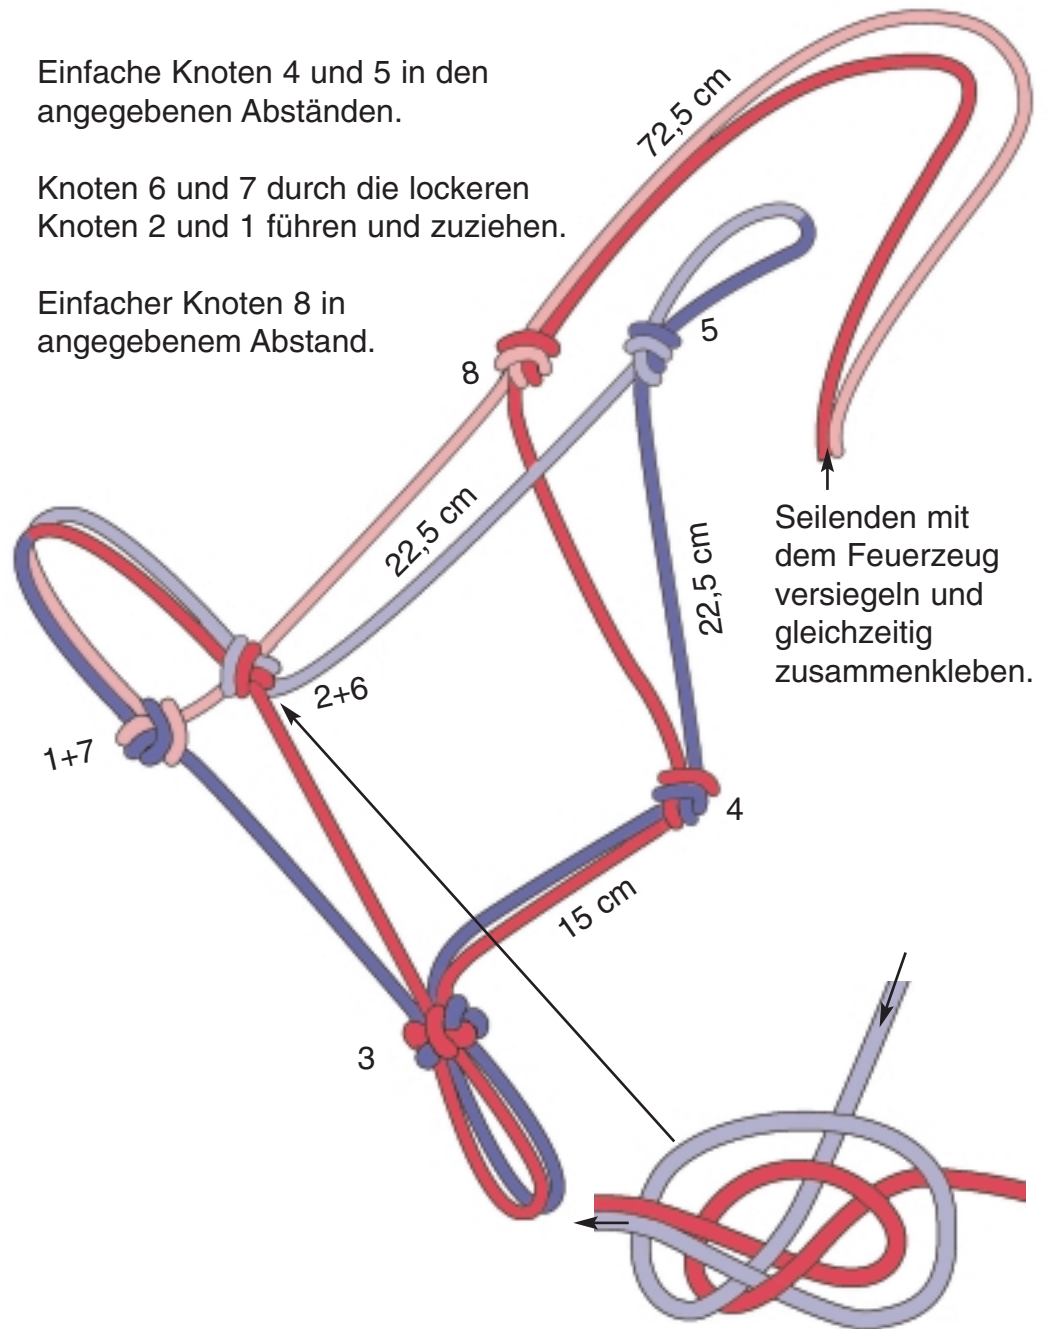 Einfache Knoten 4 und 5 in den
angegebenen Abständen.
Knoten 6 und 7 durch die lockeren
Knoten 2 und 1 führen und zuziehen.
Einfacher Knoten 8 in
angegebenem Abstand.
72,5 cm
5
8
22,5 cm
22,5 cm
Seilenden mit
dem Feuerzeug
versiegeln und
gleichzeitig
zusammenkleben.
2+6
1+7
4
15 cm
3